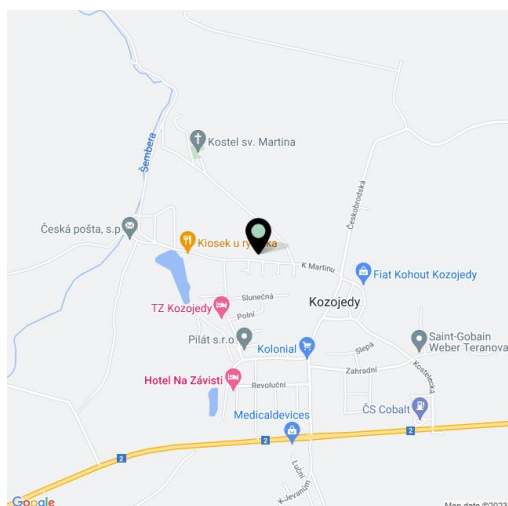 Šembera
Kostel sv. Martina
Česká pošta, s.p
Kiosek u
K Martinu
Českobrodská
Fiat Kohout Kozojedy
Slunečná
TZ Kozojedy
Polní
Kozojedy
Pilát s.r.o
Kolonial
Slepá
Saint-Gobain
Weber Teranova
Zahradní
Kostelecká
Hotel Na Závisti
Revoluční
ČS Cobalt
Medicaldevices
2
2
2
Luční
K Jevanům
Google
Map data ©2023